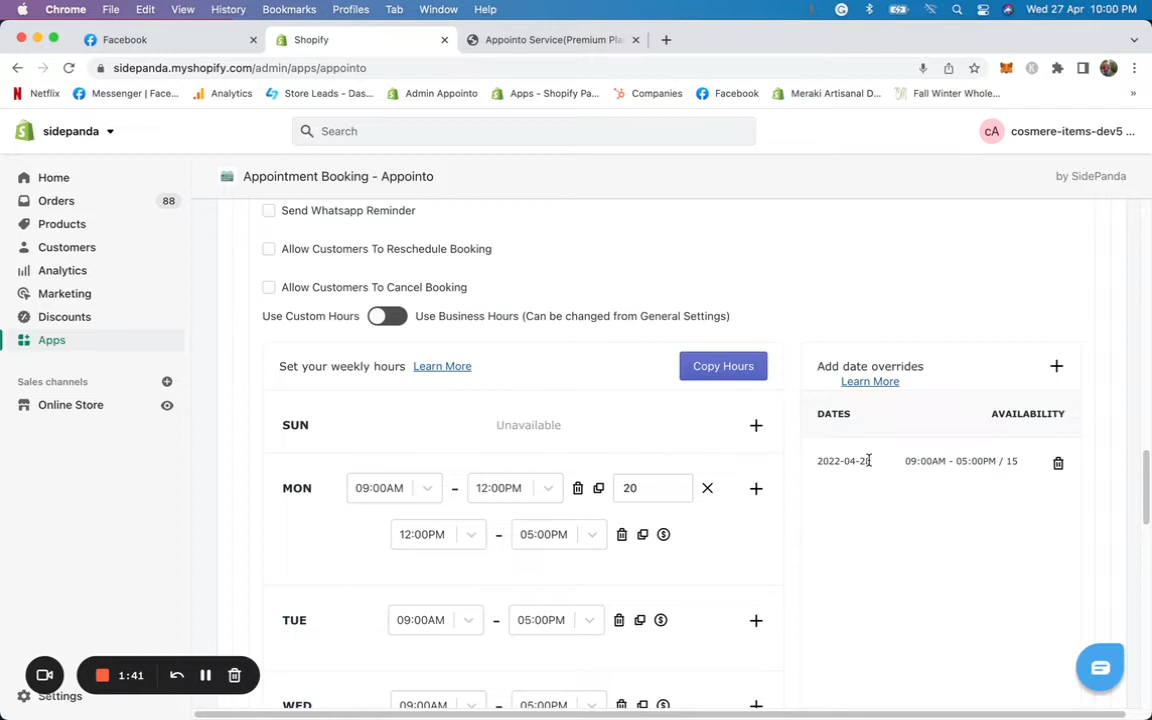 Chrome File Edit View History Bookmarks Profiles Tab Window Help Wed 27 Apr 10:00 PM
Facebook Shopify Appointo Service(Premium Pla
sidepanda.myshopify.com/admin/apps/appointo
Netflix Messenger | Face... Analytics Store Leads - Das... Admin Appointo Apps - Shopify Pa... Companies Facebook Meraki Artisanal D... Fall Winter Whole... »
sidepanda Search cA cosmere-items-dev5 ...
Appointment Booking - Appointo by SidePanda
Home
Orders 88
Products
Customers
Analytics
Marketing
Discounts
Apps
Sales channels
Online Store
Settings
Send Whatsapp Reminder
Allow Customers To Reschedule Booking
Allow Customers To Cancel Booking
Use Custom Hours Use Business Hours (Can be changed from General Settings)
Set your weekly hours Learn More Copy Hours
SUN Unavailable
MON 09:00AM – 12:00PM 20
12:00PM – 05:00PM
TUE 09:00AM – 05:00PM
WED 09:00AM – 05:00PM
Add date overrides
Learn More
DATES AVAILABILITY
09:00AM - 05:00PM / 15
1:41